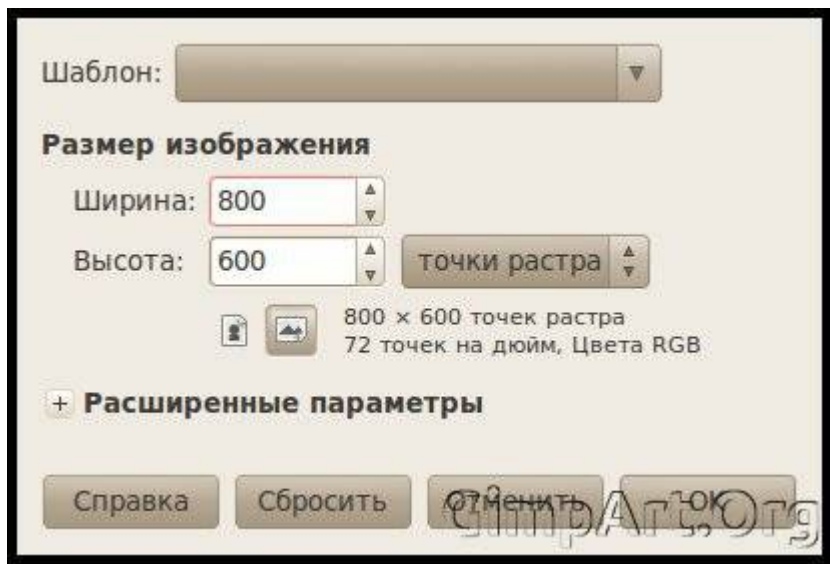 Шаблон:
Размер изображения
Ширина: 800
Высота: 600 точки растра
800 × 600 точек растра
72 точек на дюйм, Цвета RGB
+ Расширенные параметры
Справка Сбросить Отменить OK
GimpArt.Org